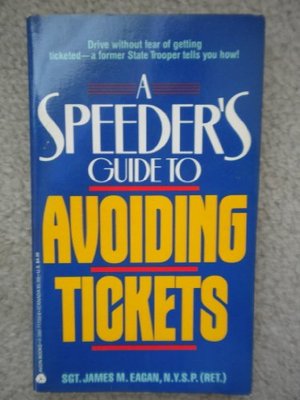 Drive without fear of getting
ticketed—a former State Trooper tells you how!
A
SPEEDER'S
GUIDE TO
AVOIDING
TICKETS
SGT. JAMES M. EAGAN, N.Y.S.P. (RET.)